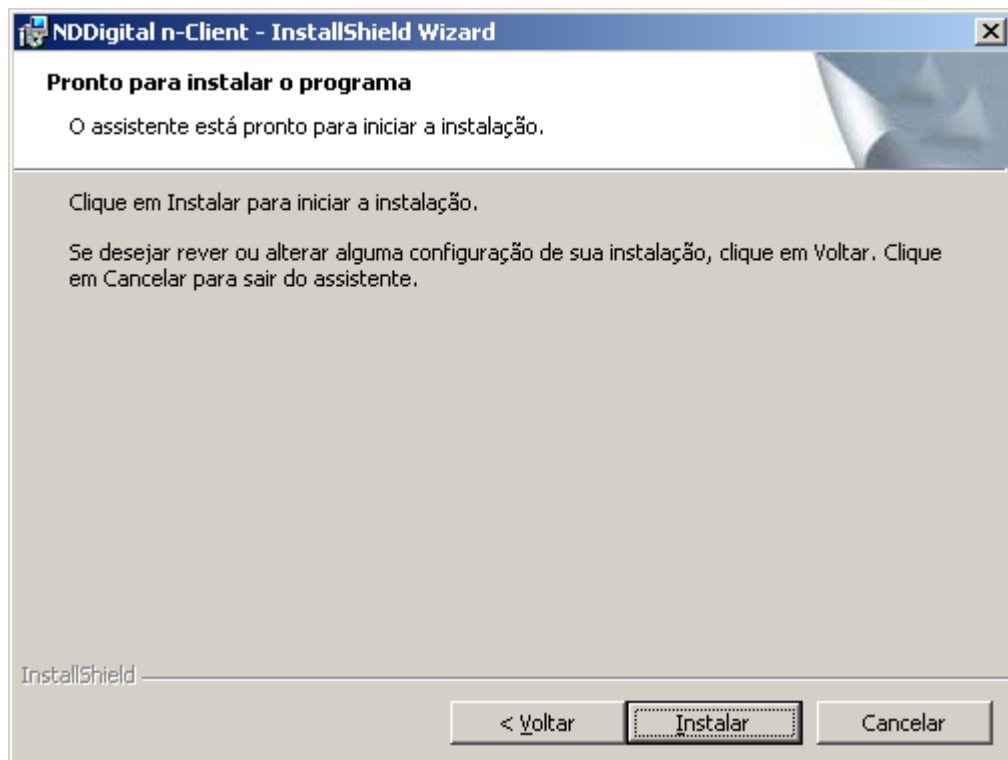 NDDigital n-Client - InstallShield Wizard
Pronto para instalar o programa
O assistente está pronto para iniciar a instalação.
Clique em Instalar para iniciar a instalação.
Se desejar rever ou alterar alguma configuração de sua instalação, clique em Voltar. Clique
em Cancelar para sair do assistente.
InstallShield
< Voltar Instalar Cancelar